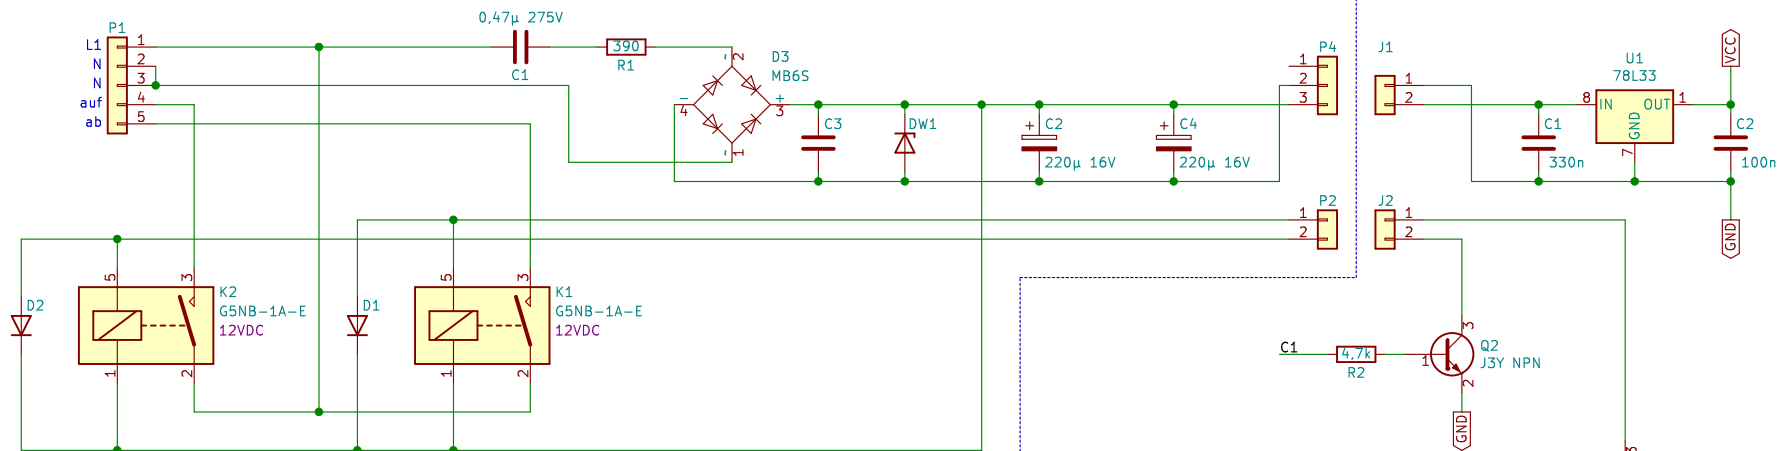 P1
L1 1
N 2
N 3
auf 4
ab 5
0,47µ 275V
C1
390
R1
~ 2
D3
MB6S
- 4
+ 3
~ 1
C3
DW1
+ C2
220µ 16V
+ C4
220µ 16V
P4
1
2
3
J1
1
2
C1
330n
U1
78L33
8 IN OUT 1
GND
7
VCC
C2
100n
GND
P2
1
2
J2
1
2
D2
5 3
K2
G5NB-1A-E
12VDC
1 2
D1
5 3
K1
G5NB-1A-E
12VDC
1 2
C1
4,7k
R2
3
1
Q2
J3Y NPN
2
GND